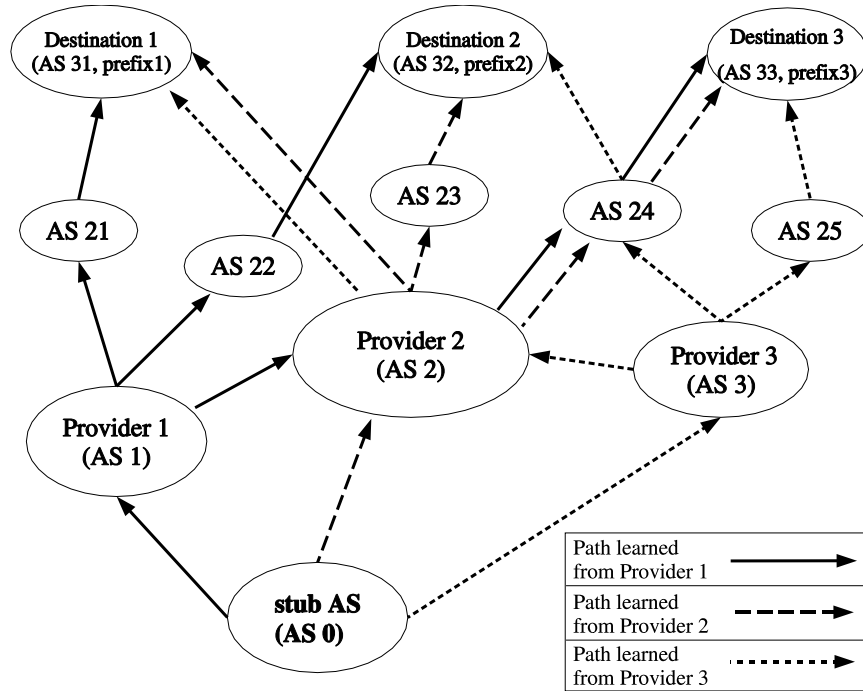 Destination 1
(AS 31, prefix1)
Destination 2
(AS 32, prefix2)
Destination 3
(AS 33, prefix3)
AS 21
AS 22
AS 23
AS 24
AS 25
Provider 1
(AS 1)
Provider 2
(AS 2)
Provider 3
(AS 3)
stub AS
(AS 0)
Path learned
from Provider 1
Path learned
from Provider 2
Path learned
from Provider 3